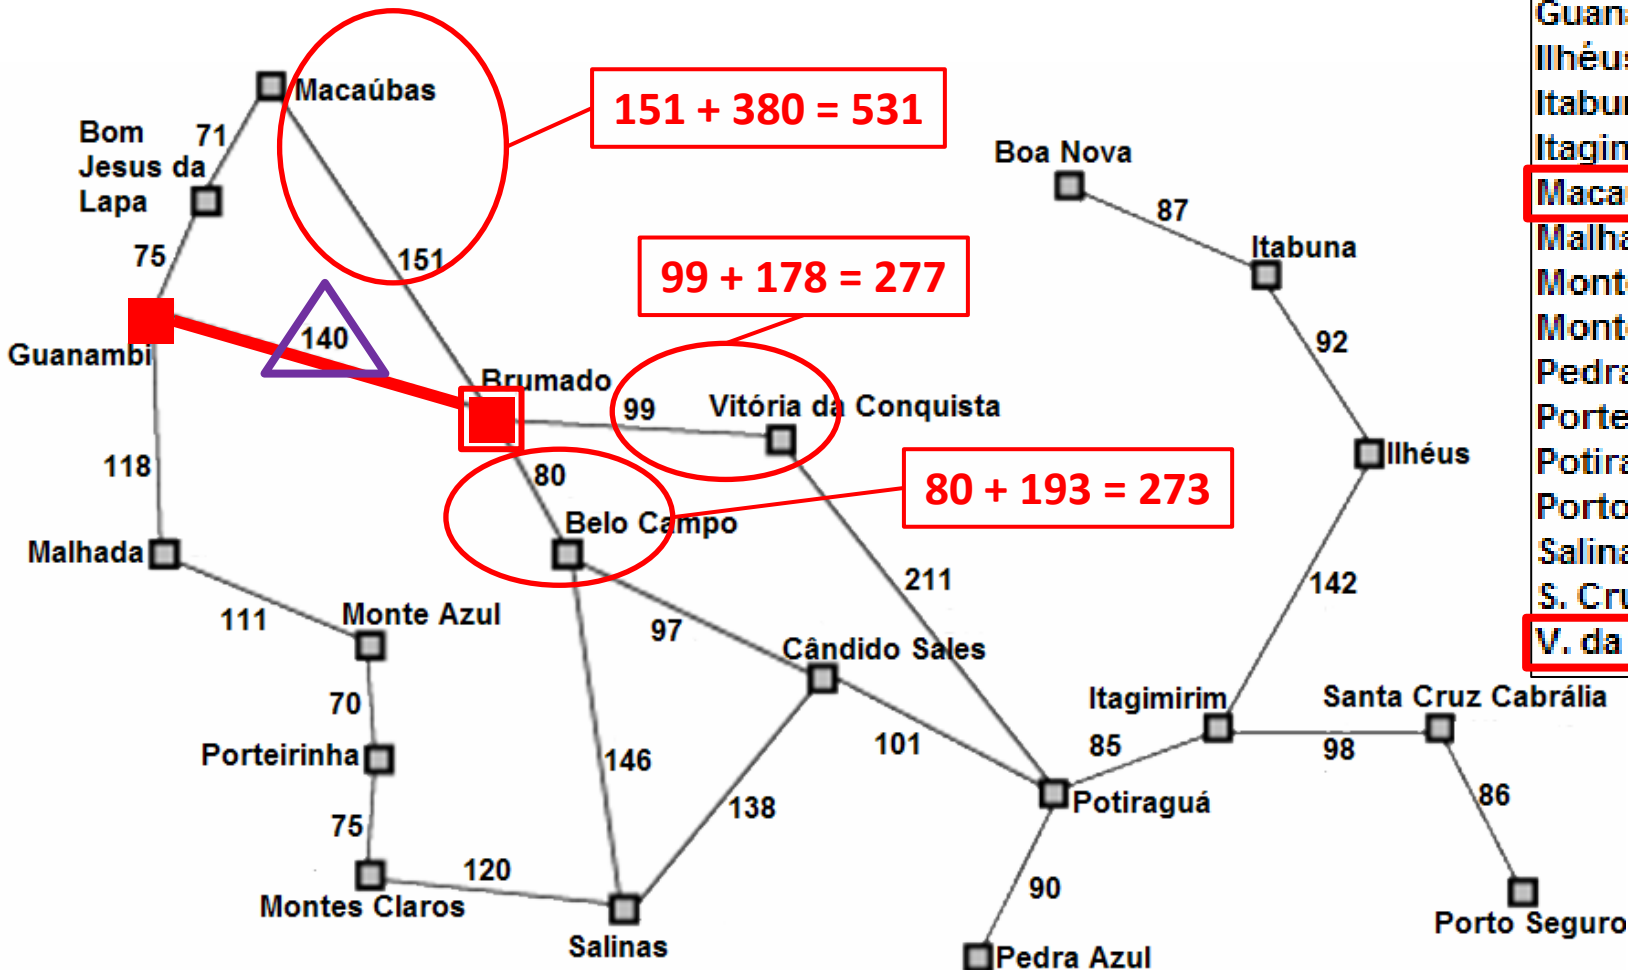 Macaúbas
151 + 380 = 531
Bom
Jesus da
Lapa
71
Boa Nova
87
75
151
99 + 178 = 277
Itabuna
140
92
Guanambi
Brumado
99
Vitória da Conquista
118
80
80 + 193 = 273
Ilhéus
Belo Campo
Malhada
211
142
111
Monte Azul
97
Cândido Sales
70
Itagimirim
Santa Cruz Cabrália
Porteirinha
146
101
85
98
138
Potiraguá
86
75
120
Montes Claros
90
Salinas
Pedra Azul
Porto Seguro
V. da